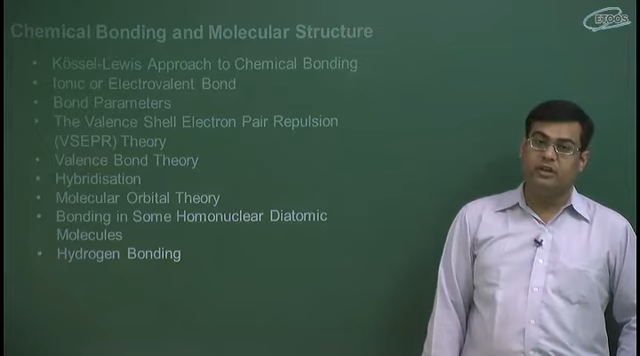 ETOOS
Chemical Bonding and Molecular Structure
• Kössel-Lewis Approach to Chemical Bonding
• Ionic or Electrovalent Bond
• Bond Parameters
• The Valence Shell Electron Pair Repulsion
(VSEPR) Theory
• Valence Bond Theory
• Hybridisation
• Molecular Orbital Theory
• Bonding in Some Homonuclear Diatomic
Molecules
• Hydrogen Bonding